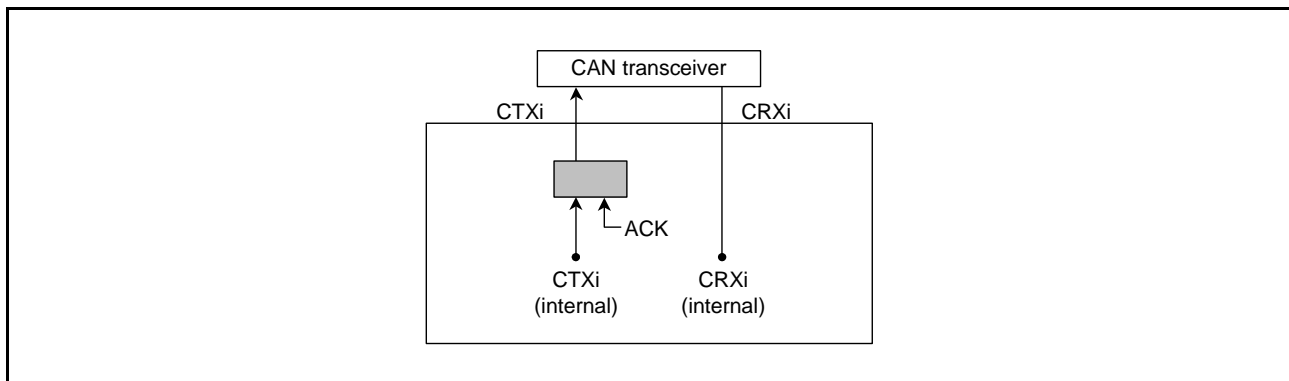 CAN transceiver
CTXi
CRXi
ACK
CTXi
(internal)
CRXi
(internal)